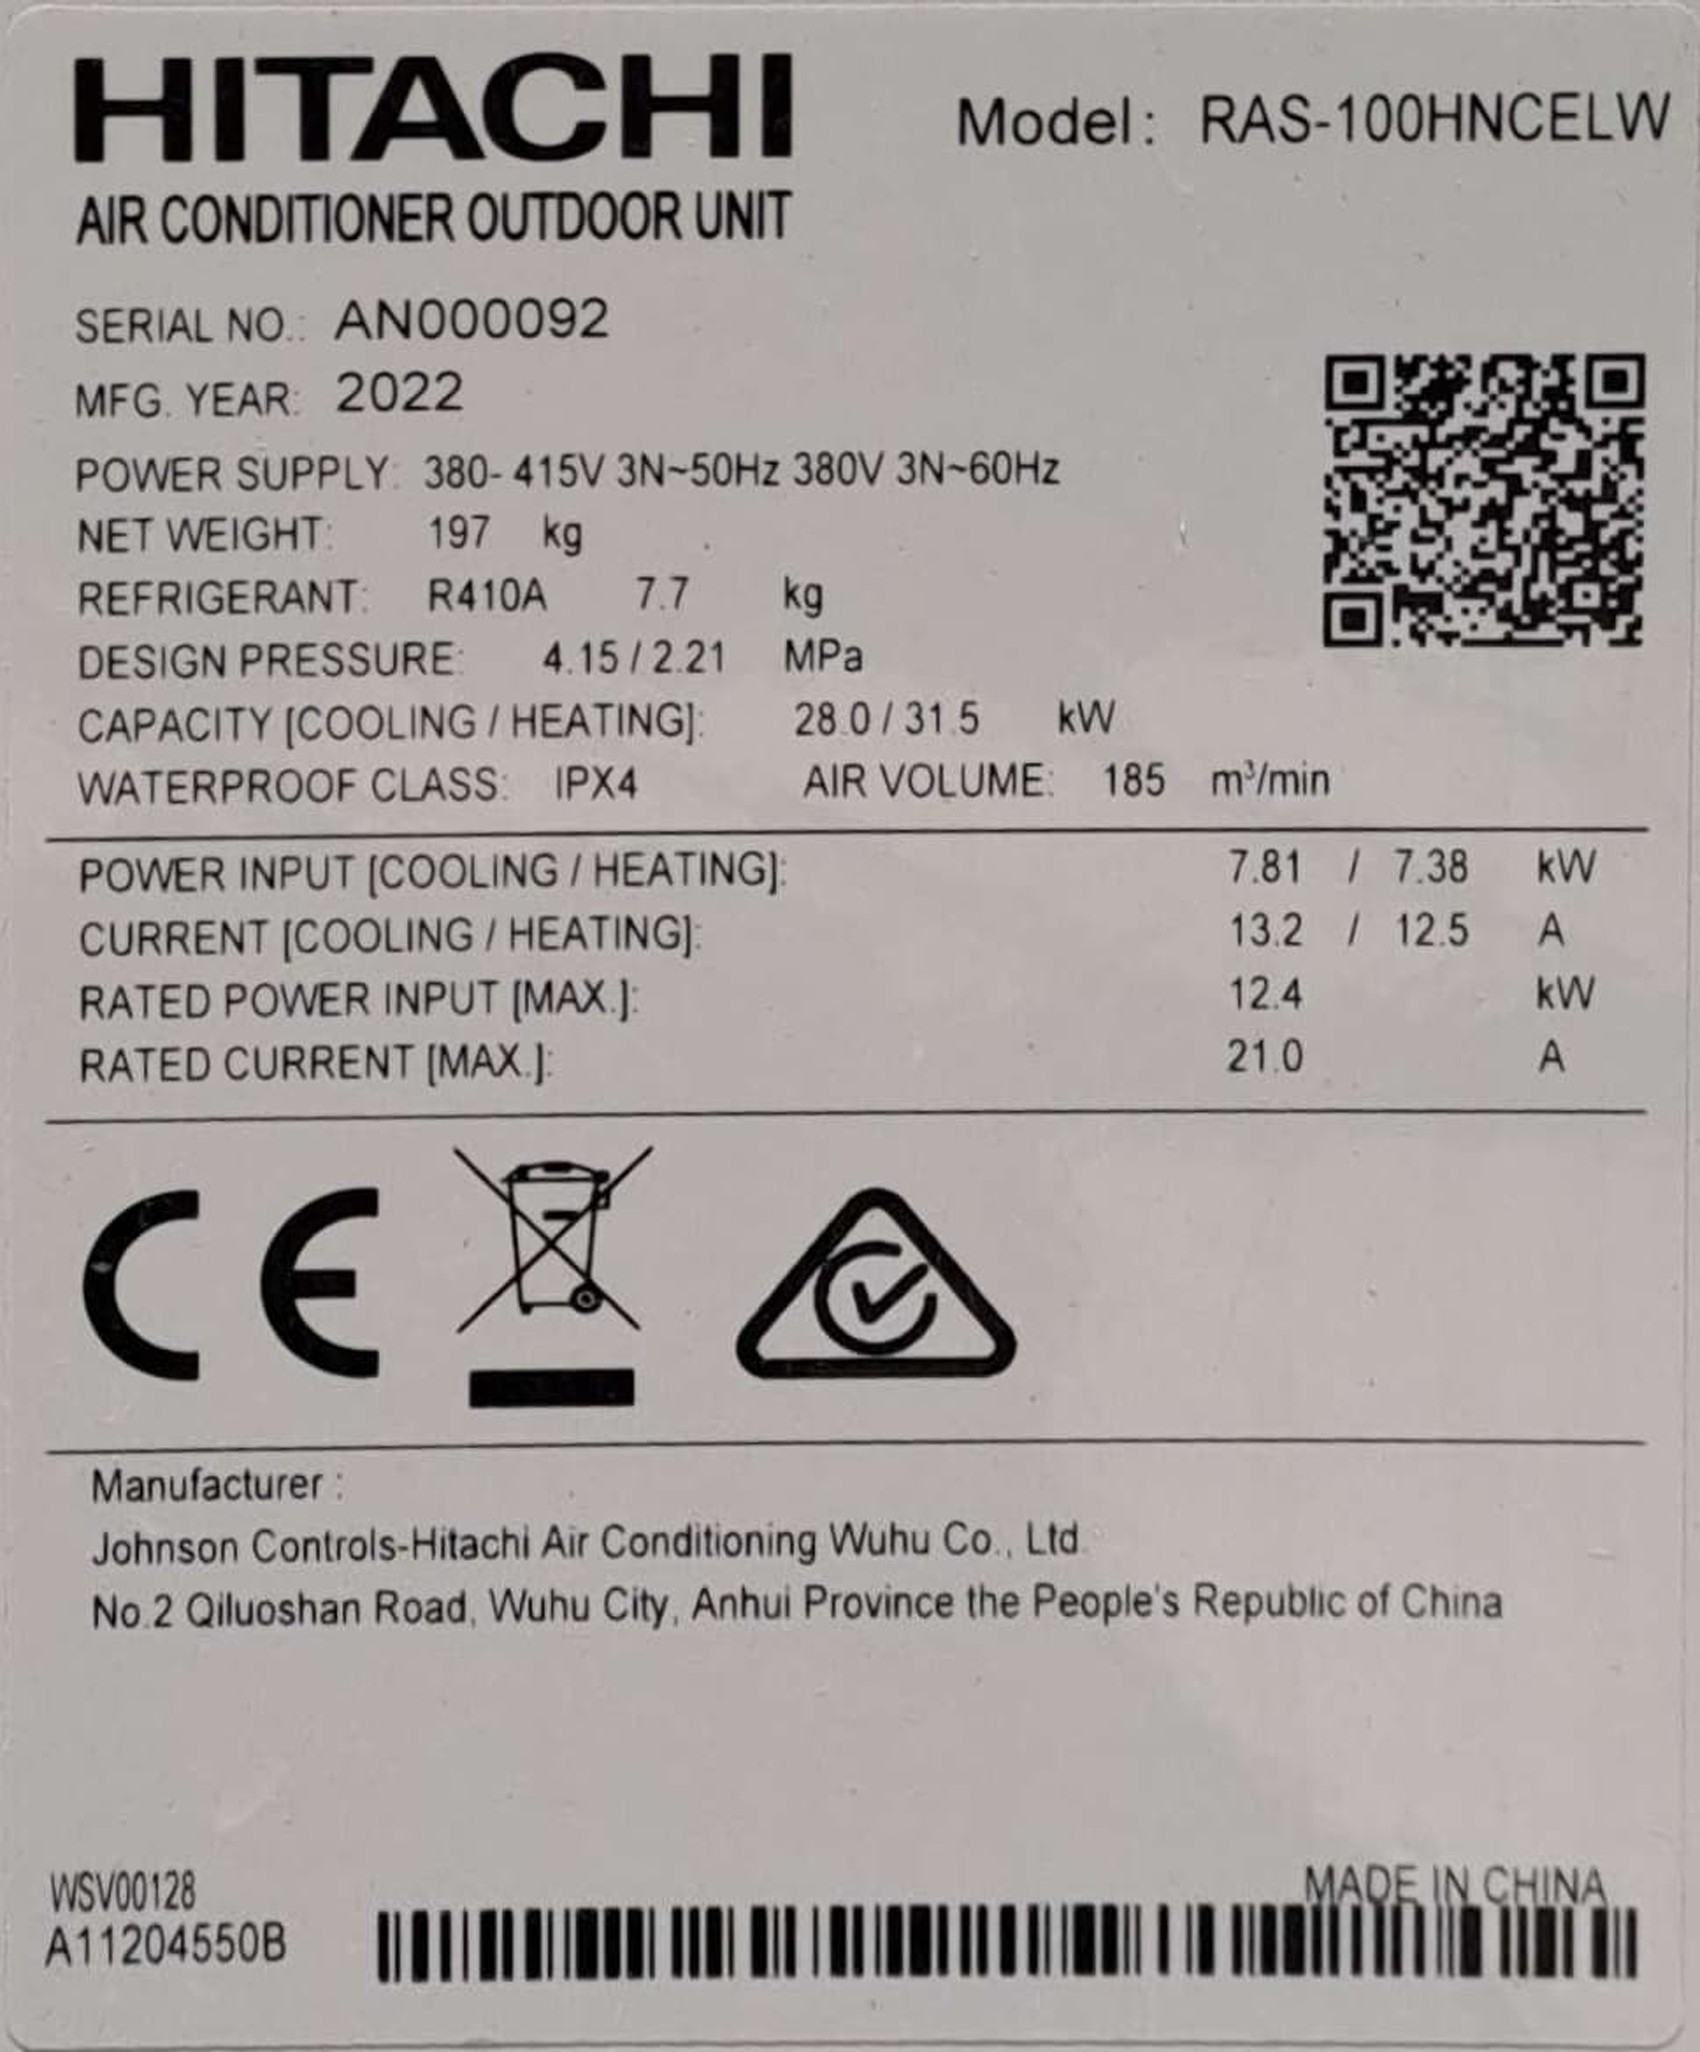 HITACHI
Model: RAS-100HNCELW
AIR CONDITIONER OUTDOOR UNIT
SERIAL NO.: AN000092
MFG. YEAR: 2022
POWER SUPPLY: 380-415V 3N~50Hz 380V 3N~60Hz
NET WEIGHT: 197 kg
REFRIGERANT: R410A 7.7 kg
DESIGN PRESSURE: 4.15/2.21 MPa
CAPACITY [COOLING / HEATING]: 28.0/31.5 kW
WATERPROOF CLASS: IPX4 AIR VOLUME: 185 m³/min
POWER INPUT [COOLING / HEATING]: 7.81 / 7.38 kW
CURRENT [COOLING / HEATING]: 13.2 / 12.5 A
RATED POWER INPUT [MAX.]: 12.4 kW
RATED CURRENT [MAX.]: 21.0 A
CE
Manufacturer :
Johnson Controls-Hitachi Air Conditioning Wuhu Co., Ltd.
No.2 Qiluoshan Road, Wuhu City, Anhui Province the People's Republic of China
WSV00128
MADE IN CHINA
A11204550B